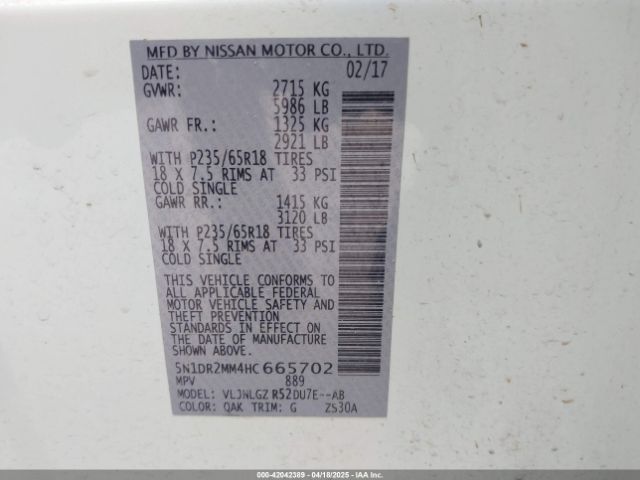 MFD BY NISSAN MOTOR CO., LTD.
DATE: 02/17
GVWR: 2715 KG
5986 LB
GAWR FR.: 1325 KG
2921 LB
WITH P235/65R18 TIRES
18 X 7.5 RIMS AT 33 PSI
COLD SINGLE
GAWR RR.: 1415 KG
3120 LB
WITH P235/65R18 TIRES
18 X 7.5 RIMS AT 33 PSI
COLD SINGLE
THIS VEHICLE CONFORMS TO
ALL APPLICABLE FEDERAL
MOTOR VEHICLE SAFETY AND
THEFT PREVENTION
STANDARDS IN EFFECT ON
THE DATE OF MANUFACTURE
SHOWN ABOVE.
5N1DR2MM4HC665702
MPV 889
MODEL: VLJNLGZ R52DU7E--AB
COLOR: QAK TRIM: G ZS30A
000-42042389 - 04/18/2025 - IAAI.COM